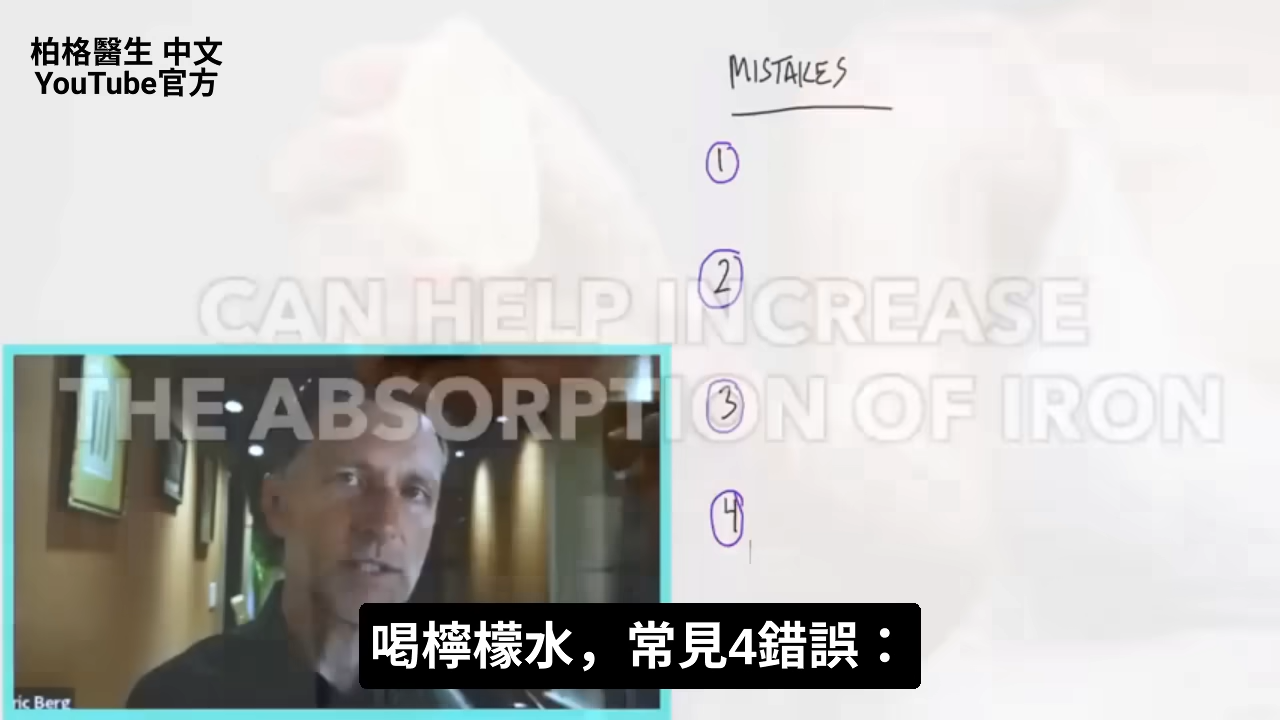 柏格醫生 中文
YouTube官方
MISTAKES
1
2
3
4
CAN HELP INCREASE
THE ABSORPTION OF IRON
ric Berg
喝檸檬水，常見4錯誤：